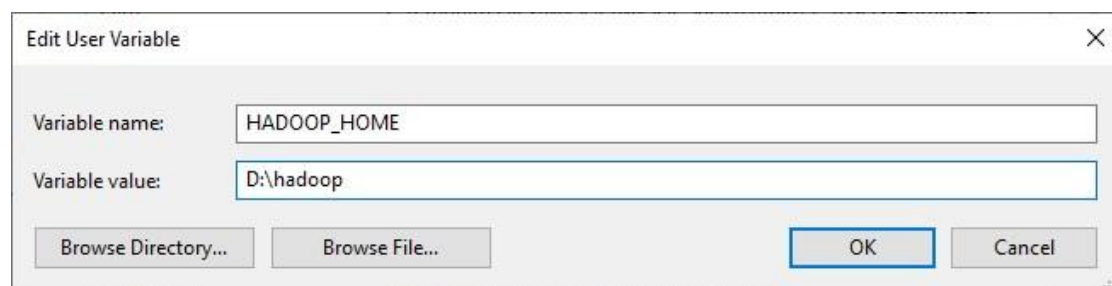 Edit User Variable
Variable name: HADOOP_HOME
Variable value: D:\hadoop
Browse Directory... Browse File... OK Cancel